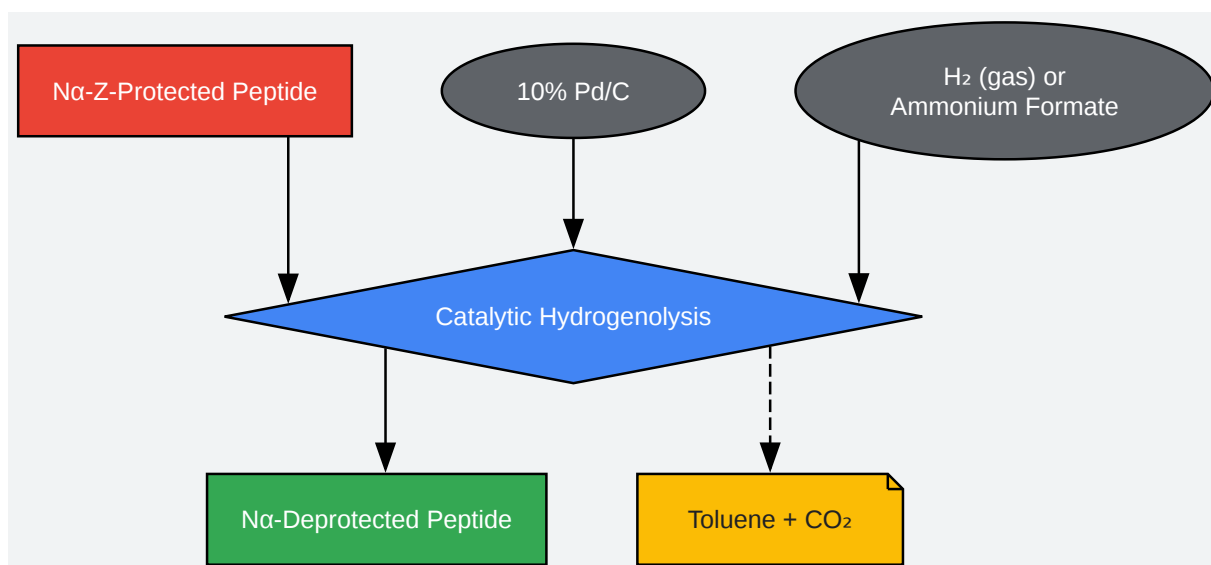 Nα-Z-Protected Peptide
10% Pd/C
H₂ (gas) or
Ammonium Formate
Catalytic Hydrogenolysis
Nα-Deprotected Peptide
Toluene + CO₂